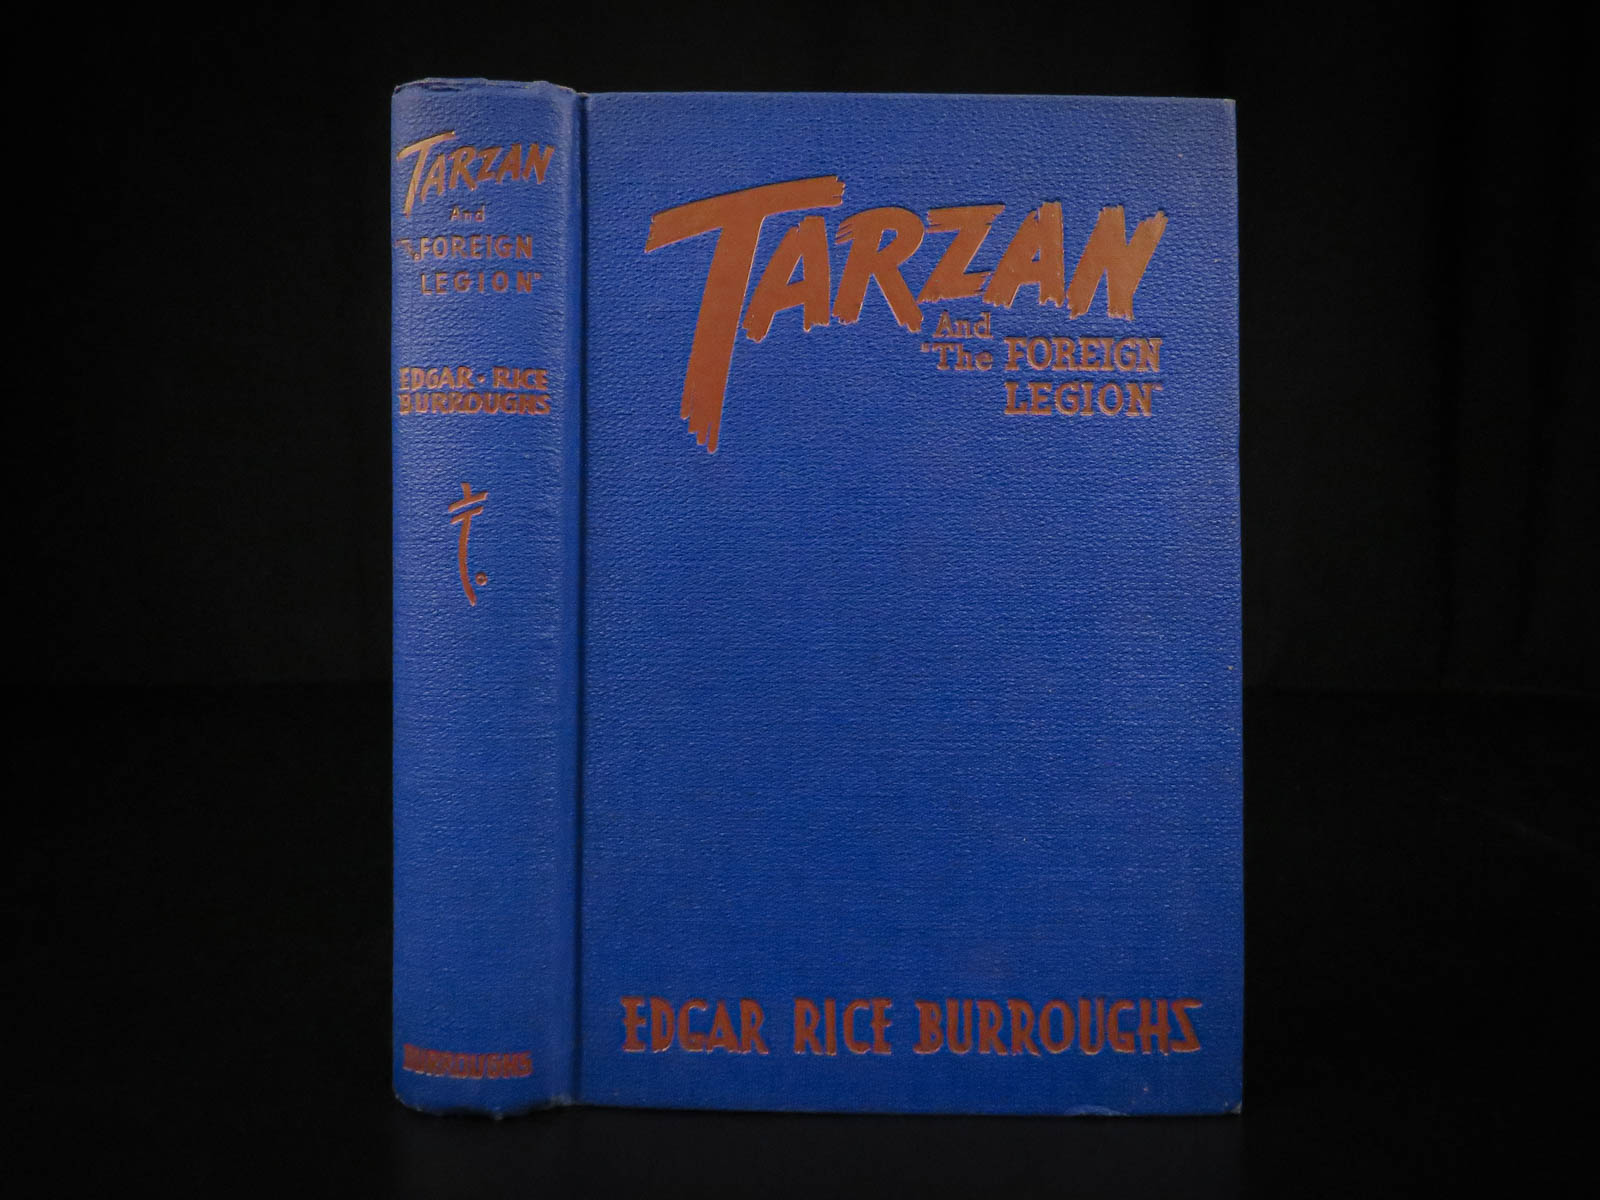 TARZAN
And
"The FOREIGN
LEGION"
EDGAR RICE
BURROUGHS
BURROUGHS
TARZAN
And
"The FOREIGN
LEGION"
EDGAR RICE BURROUGHS